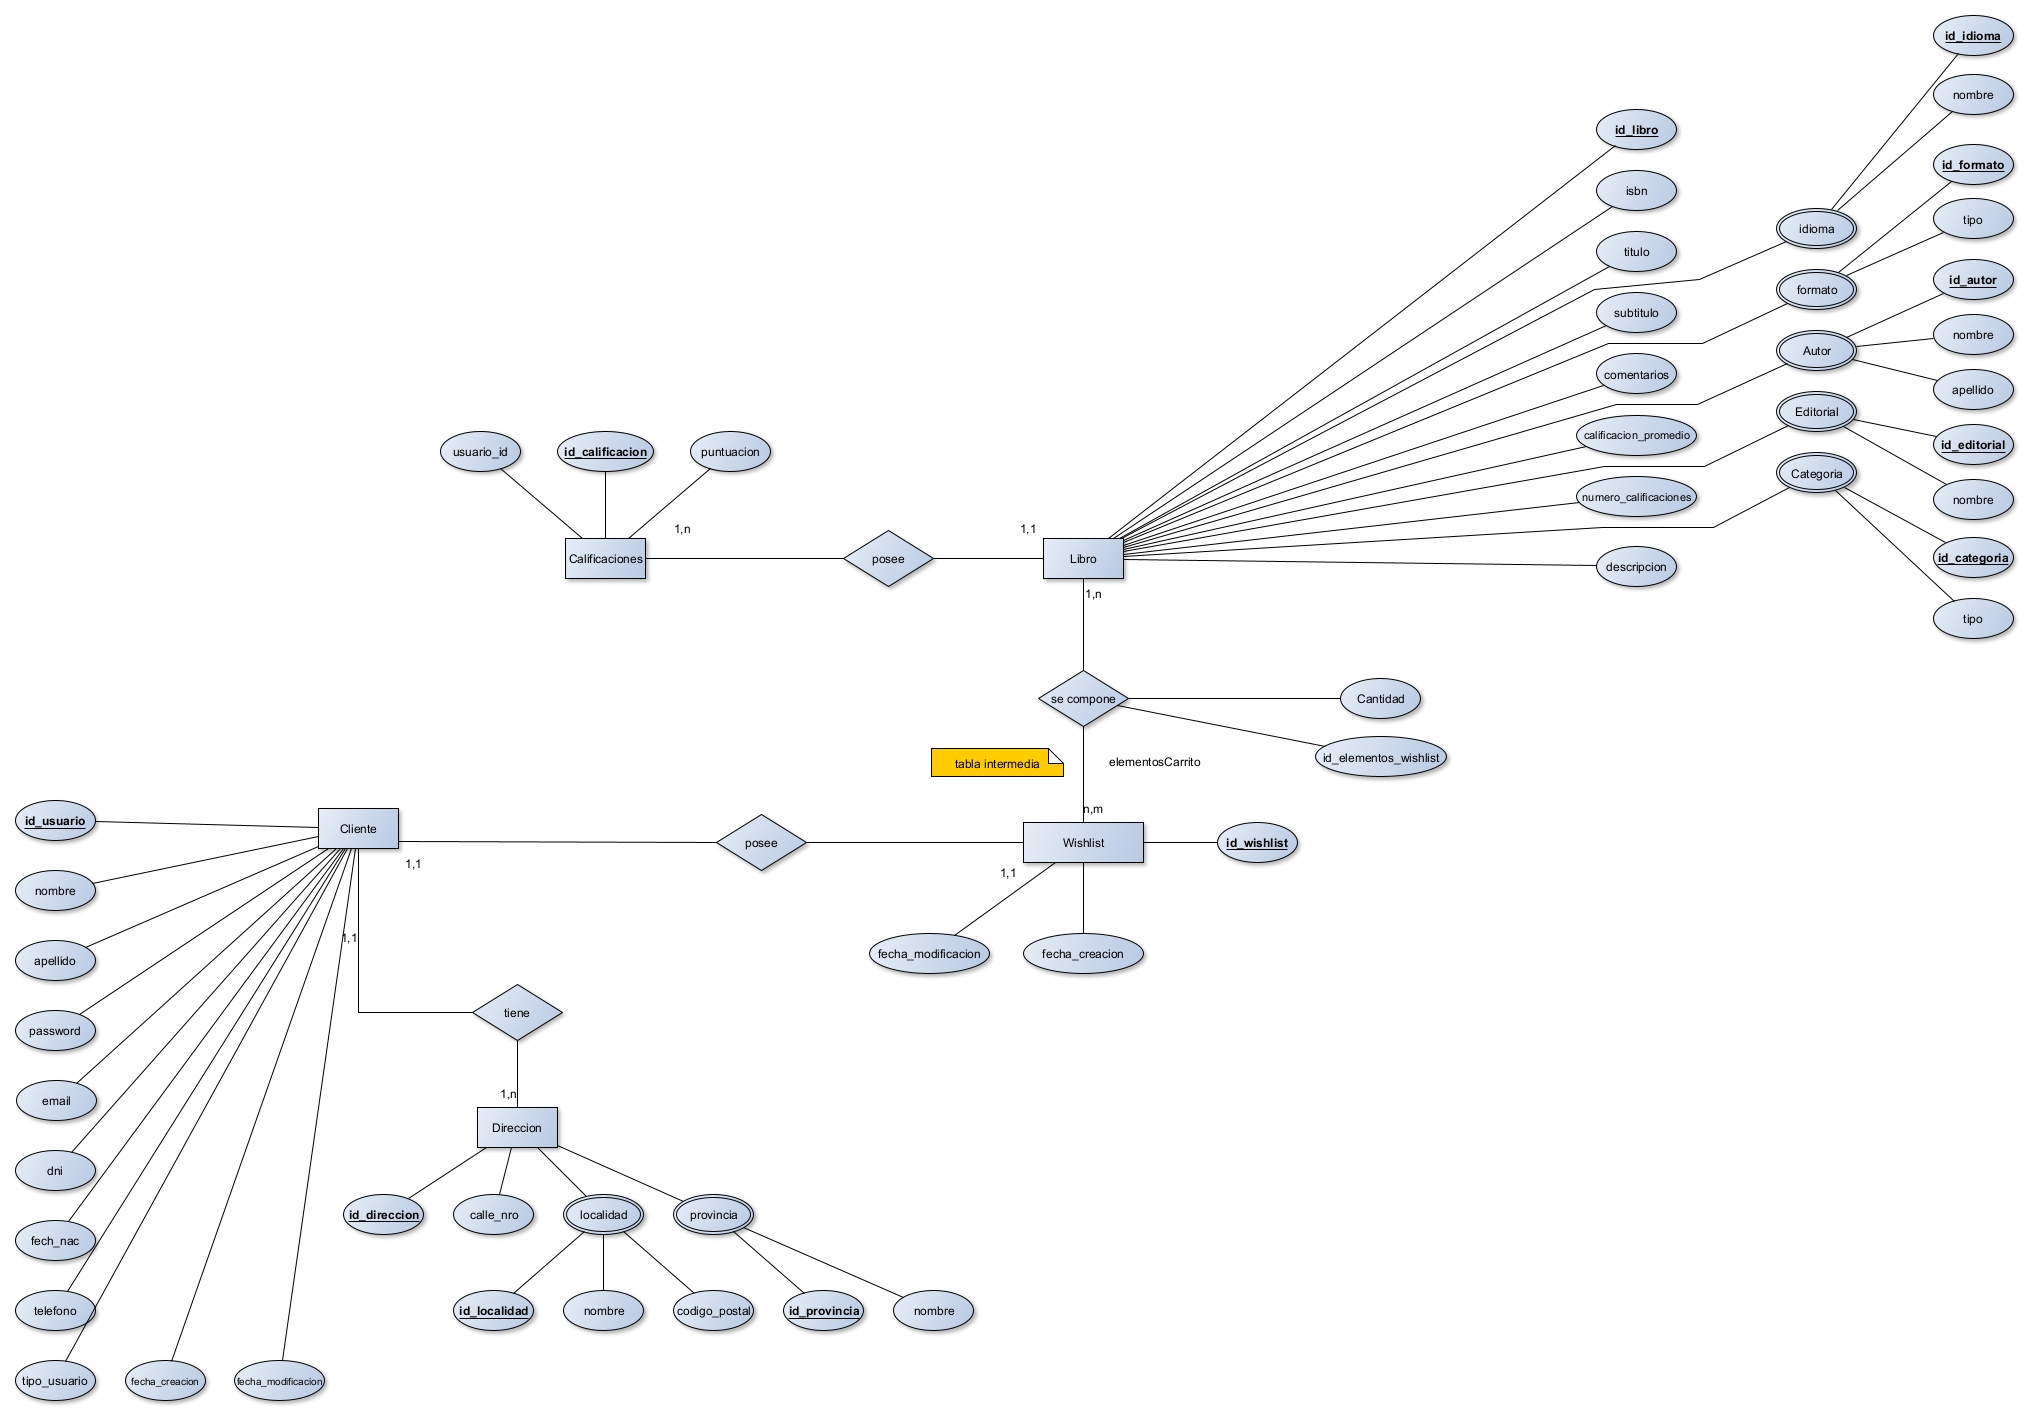 id_idioma
nombre
id_libro
id_formato
isbn
tipo
idioma
titulo
id_autor
formato
subtitulo
nombre
Autor
comentarios
apellido
Editorial
calificacion_promedio
id_editorial
usuario_id
id_calificacion
puntuacion
Categoria
numero_calificaciones
nombre
1,n
1,1
Calificaciones
posee
Libro
descripcion
id_categoria
1,n
tipo
se compone
Cantidad
id_elementos_wishlist
tabla intermedia
elementosCarrito
n,m
id_usuario
Cliente
posee
Wishlist
id_wishlist
1,1
1,1
nombre
1,1
apellido
fecha_modificacion
fecha_creacion
tiene
password
1,n
email
Direccion
dni
id_direccion
calle_nro
localidad
provincia
fech_nac
telefono
id_localidad
nombre
codigo_postal
id_provincia
nombre
tipo_usuario
fecha_creacion
fecha_modificacion